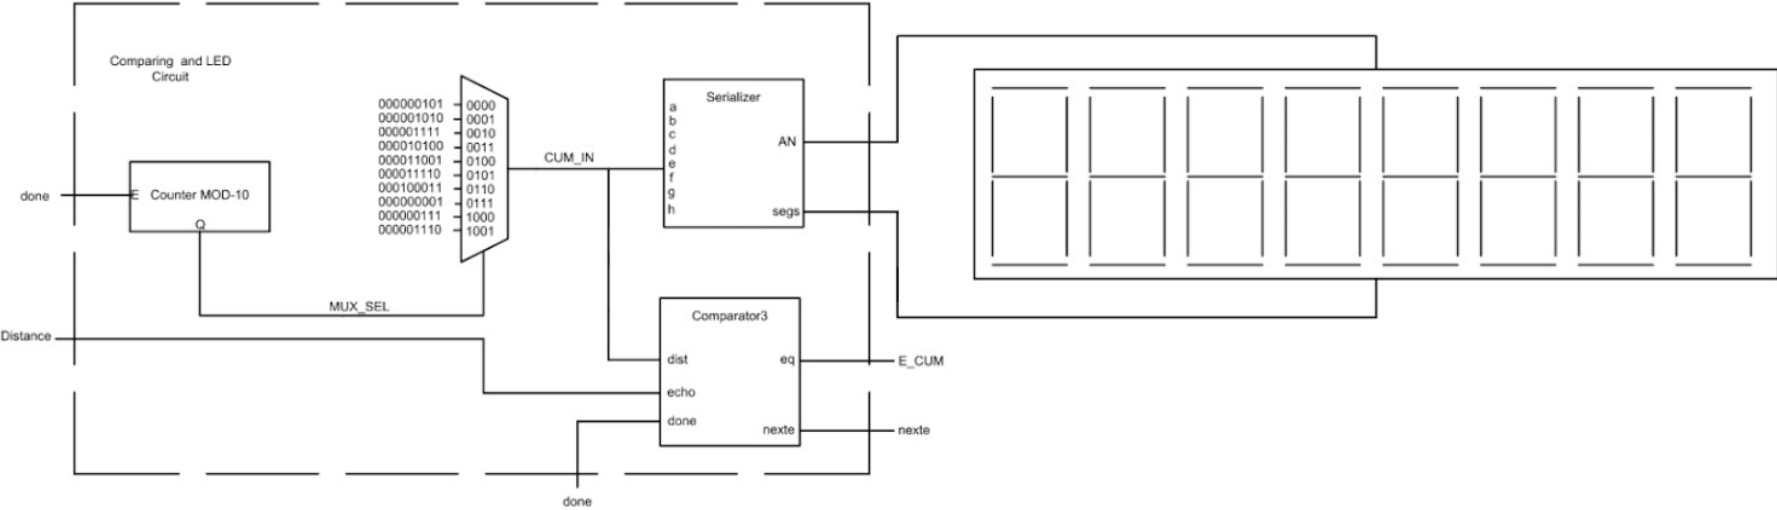 Comparing and LED
Circuit
done
E
Counter MOD-10
Q
000000101 0000
000001010 0001
000001111 0010
000010100 0011
000011001 0100
000011110 0101
000100011 0110
000000001 0111
000000111 1000
000001110 1001
MUX_SEL
CUM_IN
Serializer
a
b
c
d
e
f
g
h
AN
segs
Distance
Comparator3
dist
echo
done
eq
nexte
E_CUM
nexte
done